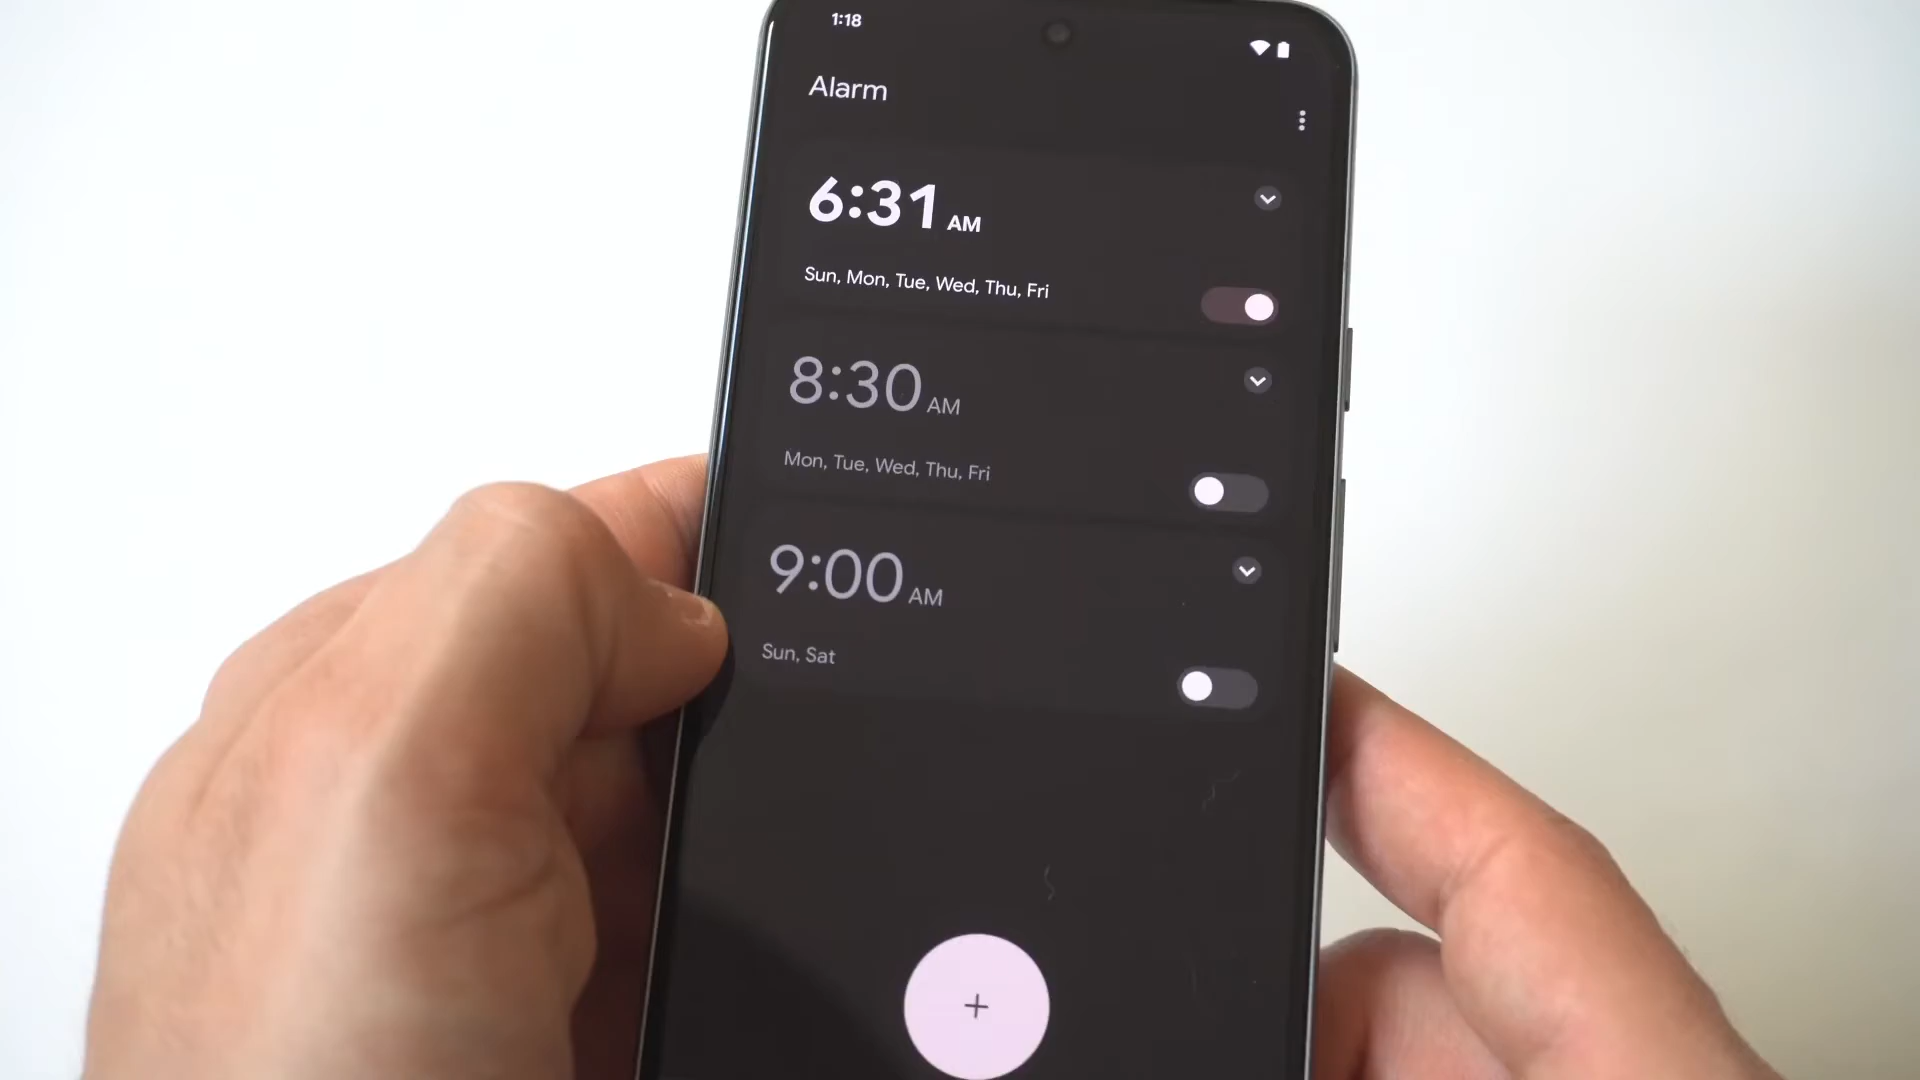 1:18
Alarm
6:31 AM
Sun, Mon, Tue, Wed, Thu, Fri
8:30 AM
Mon, Tue, Wed, Thu, Fri
9:00 AM
Sun, Sat
+